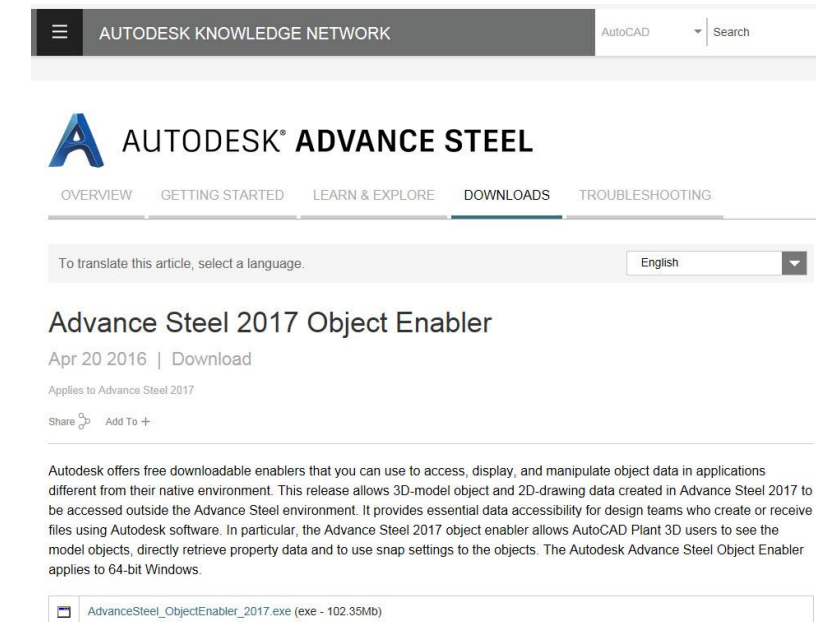 AUTODESK KNOWLEDGE NETWORK
AutoCAD
Search
AUTODESK® ADVANCE STEEL
OVERVIEW
GETTING STARTED
LEARN & EXPLORE
DOWNLOADS
TROUBLESHOOTING
To translate this article, select a language.
English
Advance Steel 2017 Object Enabler
Apr 20 2016 | Download
Applies to Advance Steel 2017
Share Add To +
Autodesk offers free downloadable enablers that you can use to access, display, and manipulate object data in applications
different from their native environment. This release allows 3D-model object and 2D-drawing data created in Advance Steel 2017 to
be accessed outside the Advance Steel environment. It provides essential data accessibility for design teams who create or receive
files using Autodesk software. In particular, the Advance Steel 2017 object enabler allows AutoCAD Plant 3D users to see the
model objects, directly retrieve property data and to use snap settings to the objects. The Autodesk Advance Steel Object Enabler
applies to 64-bit Windows.
AdvanceSteel_ObjectEnabler_2017.exe (exe - 102.35Mb)